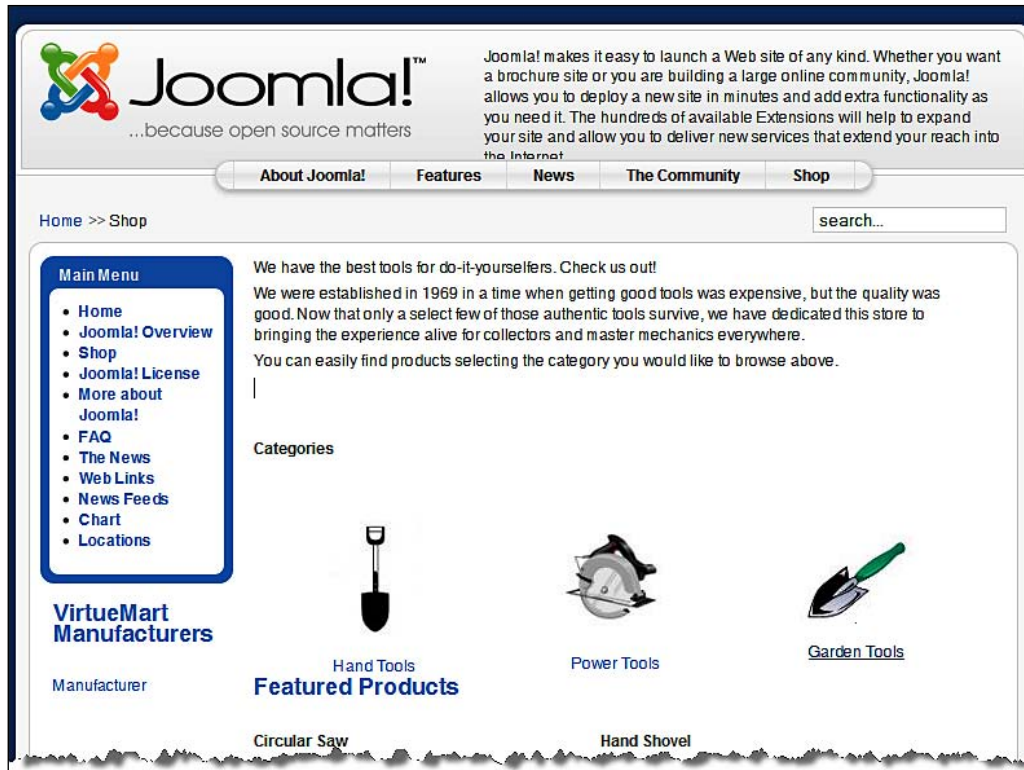 Joomla!™
...because open source matters
Joomla! makes it easy to launch a Web site of any kind. Whether you want
a brochure site or you are building a large online community, Joomla!
allows you to deploy a new site in minutes and add extra functionality as
you need it. The hundreds of available Extensions will help to expand
your site and allow you to deliver new services that extend your reach into
the Internet
About Joomla! Features News The Community Shop
Home >> Shop
search...
Main Menu
Home
Joomla! Overview
Shop
Joomla! License
More about
Joomla!
FAQ
The News
Web Links
News Feeds
Chart
Locations
VirtueMart
Manufacturers
Manufacturer
We have the best tools for do-it-yourselfers. Check us out!
We were established in 1969 in a time when getting good tools was expensive, but the quality was
good. Now that only a select few of those authentic tools survive, we have dedicated this store to
bringing the experience alive for collectors and master mechanics everywhere.
You can easily find products selecting the category you would like to browse above.
Categories
Hand Tools Power Tools Garden Tools
Featured Products
Circular Saw Hand Shovel